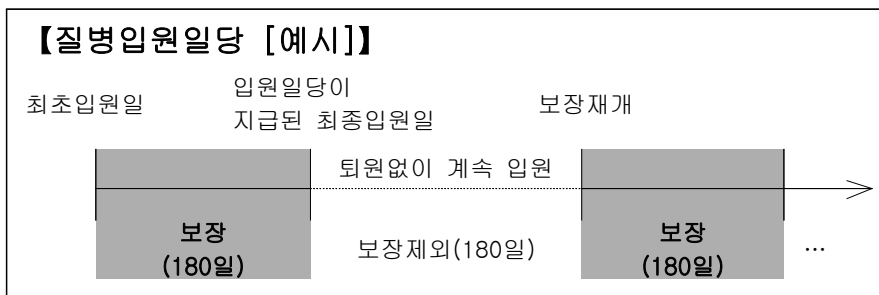 【질병입원일당 [예시]】
최초입원일
입원일당이
지급된 최종입원일
보장재개
퇴원없이 계속 입원
보장
(180일)
보장제외(180일)
보장
(180일)
…